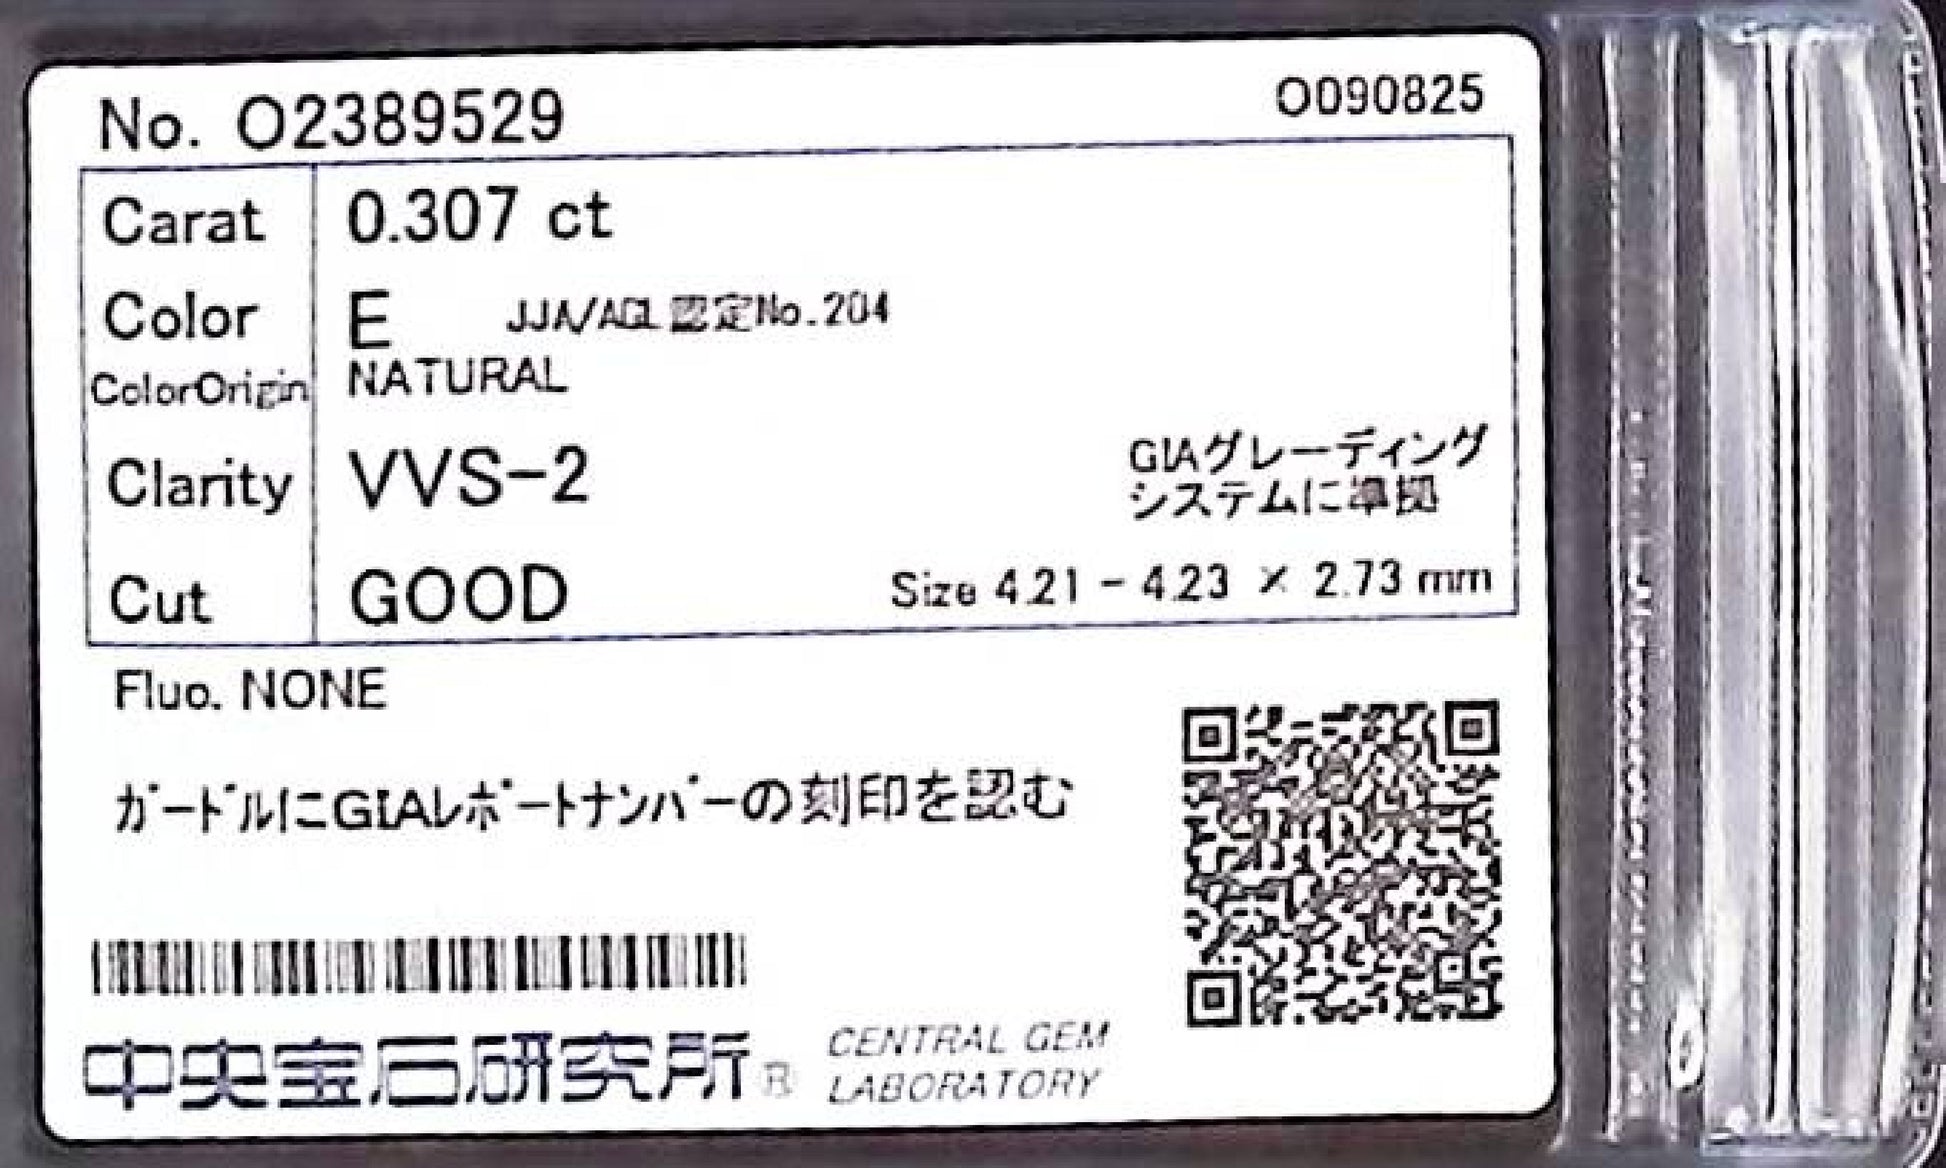 No. O2389529
O090825
Carat 0.307 ct
Color E JJA/AGL認定No.204
ColorOrigin NATURAL
Clarity VVS-2
GIAグレーディング
システムに準拠
Cut GOOD
Size 4.21 - 4.23 × 2.73 mm
Fluo. NONE
ガードルにGIAレポートナンバーの刻印を認む
中央宝石研究所® CENTRAL GEM
LABORATORY